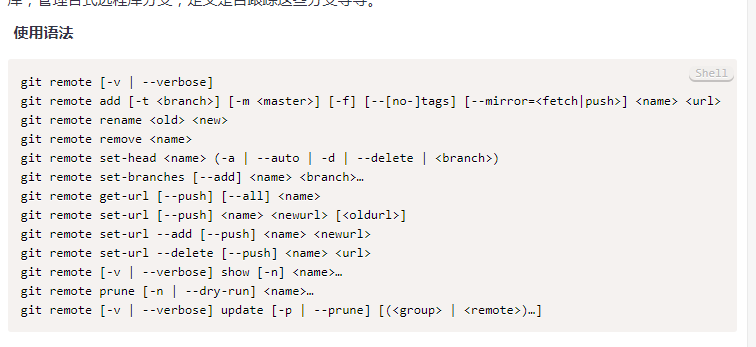 库，管理各式远程库分支，定义是否跟踪这些分支等等。
使用语法
Shell
git remote [-v | --verbose]
git remote add [-t <branch>] [-m <master>] [-f] [--[no-]tags] [--mirror=<fetch|push>] <name> <url>
git remote rename <old> <new>
git remote remove <name>
git remote set-head <name> (-a | --auto | -d | --delete | <branch>)
git remote set-branches [--add] <name> <branch>…
git remote get-url [--push] [--all] <name>
git remote set-url [--push] <name> <newurl> [<oldurl>]
git remote set-url --add [--push] <name> <newurl>
git remote set-url --delete [--push] <name> <url>
git remote [-v | --verbose] show [-n] <name>…
git remote prune [-n | --dry-run] <name>…
git remote [-v | --verbose] update [-p | --prune] [(<group> | <remote>)…]